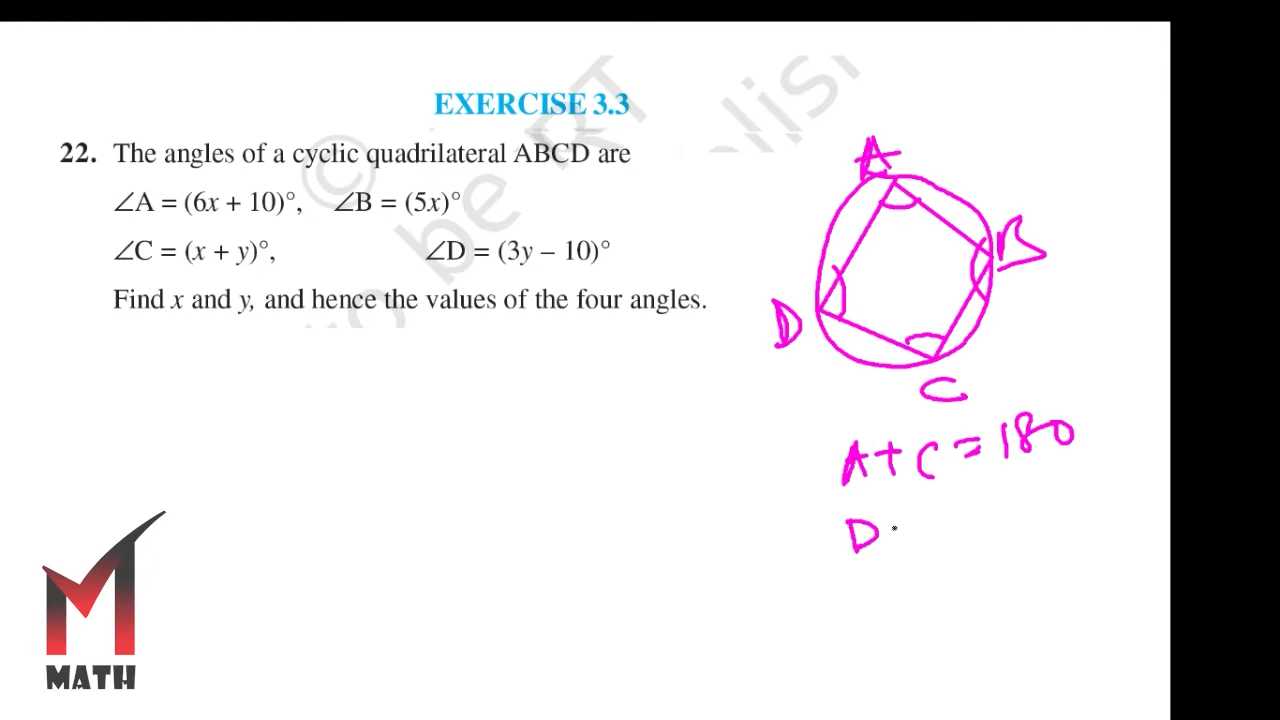 EXERCISE 3.3
22. The angles of a cyclic quadrilateral ABCD are
∠A = (6x + 10)°, ∠B = (5x)°
∠C = (x + y)°, ∠D = (3y – 10)°
Find x and y, and hence the values of the four angles.
A
B
D
C
A + C = 180
D
MATH